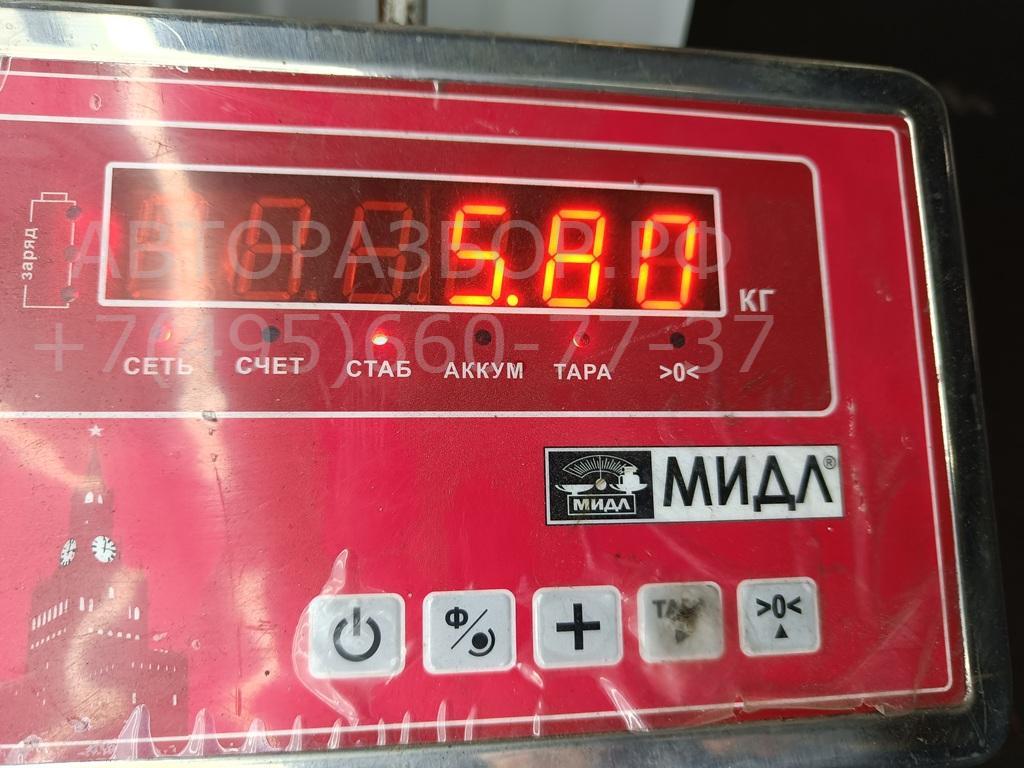 АВТОРАЗБОР.РФ
+7(495)660-77-37
заряд
5.80
КГ
СЕТЬ СЧЕТ СТАБ АККУМ ТАРА >0<
МИДЛ МИДЛ®
Ф/ + ТАРА >0<